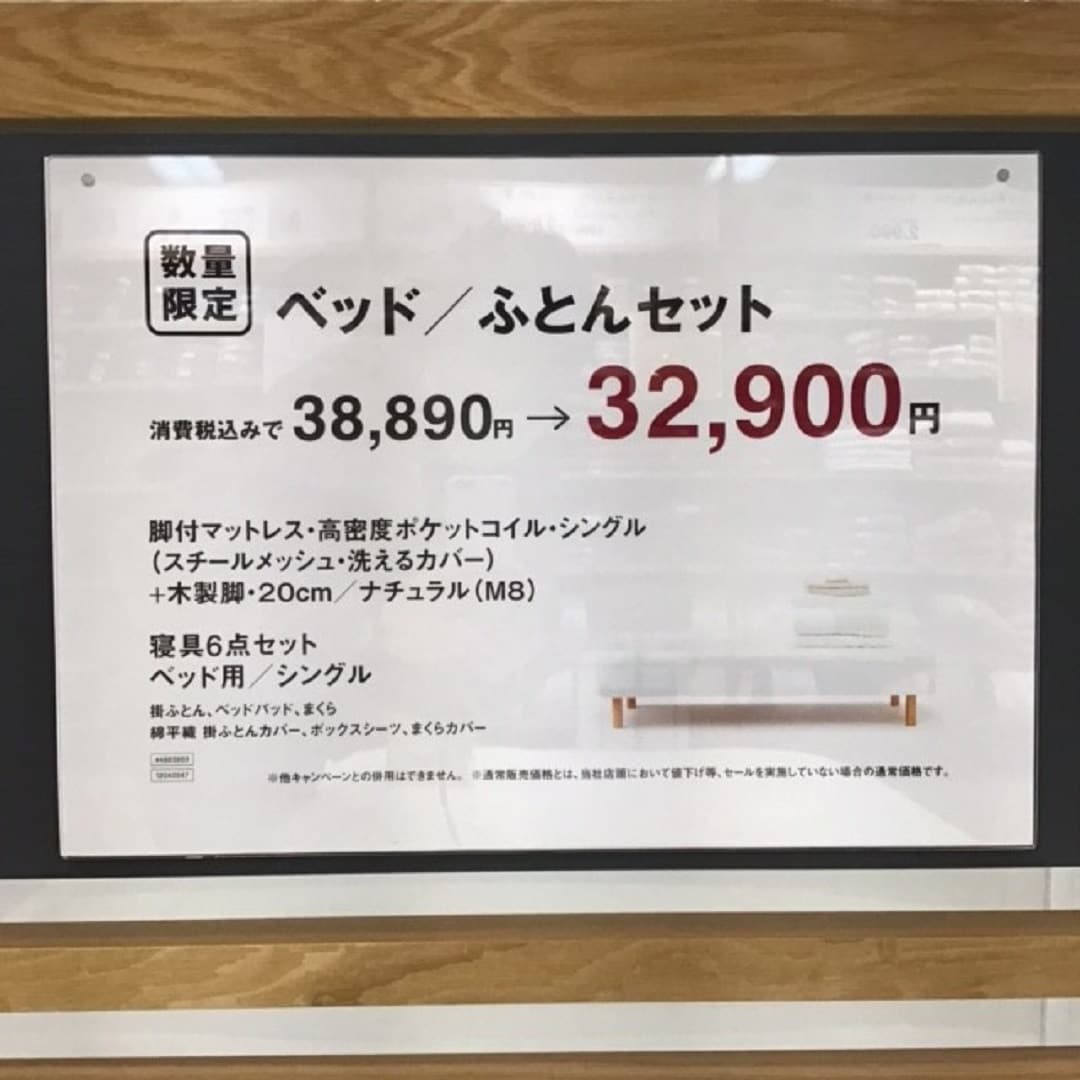 数量
限定
ベッド／ふとんセット
消費税込みで 38,890円→32,900円
脚付マットレス・高密度ポケットコイル・シングル
（スチールメッシュ・洗えるカバー）
+木製脚・20cm／ナチュラル（M8）
寝具6点セット
ベッド用／シングル
掛ふとん、ベッドパッド、まくら
綿平織 掛ふとんカバー、ボックスシーツ、まくらカバー
※他キャンペーンとの併用はできません。 ※通常販売価格とは、当社店頭において値下げ等、セールを実施していない場合の通常価格です。